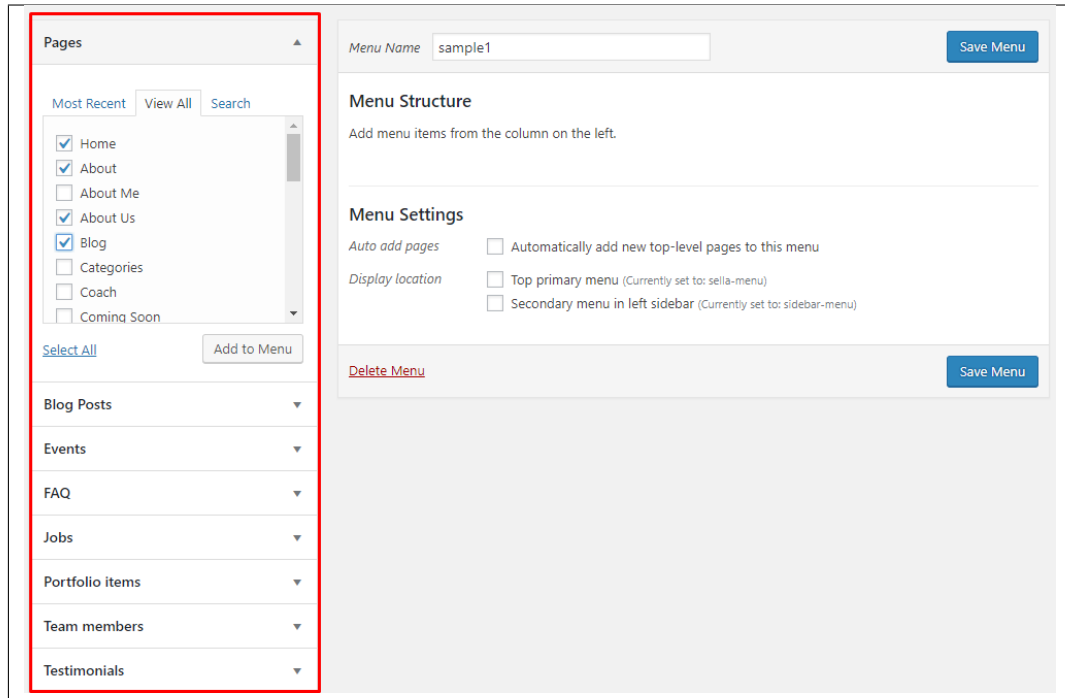 Pages
Most Recent View All Search
Home
About
About Me
About Us
Blog
Categories
Coach
Coming Soon
Select All Add to Menu
Blog Posts
Events
FAQ
Jobs
Portfolio items
Team members
Testimonials
Menu Name sample1 Save Menu
Menu Structure
Add menu items from the column on the left.
Menu Settings
Auto add pages Automatically add new top-level pages to this menu
Display location Top primary menu (Currently set to: sella-menu)
Secondary menu in left sidebar (Currently set to: sidebar-menu)
Delete Menu Save Menu